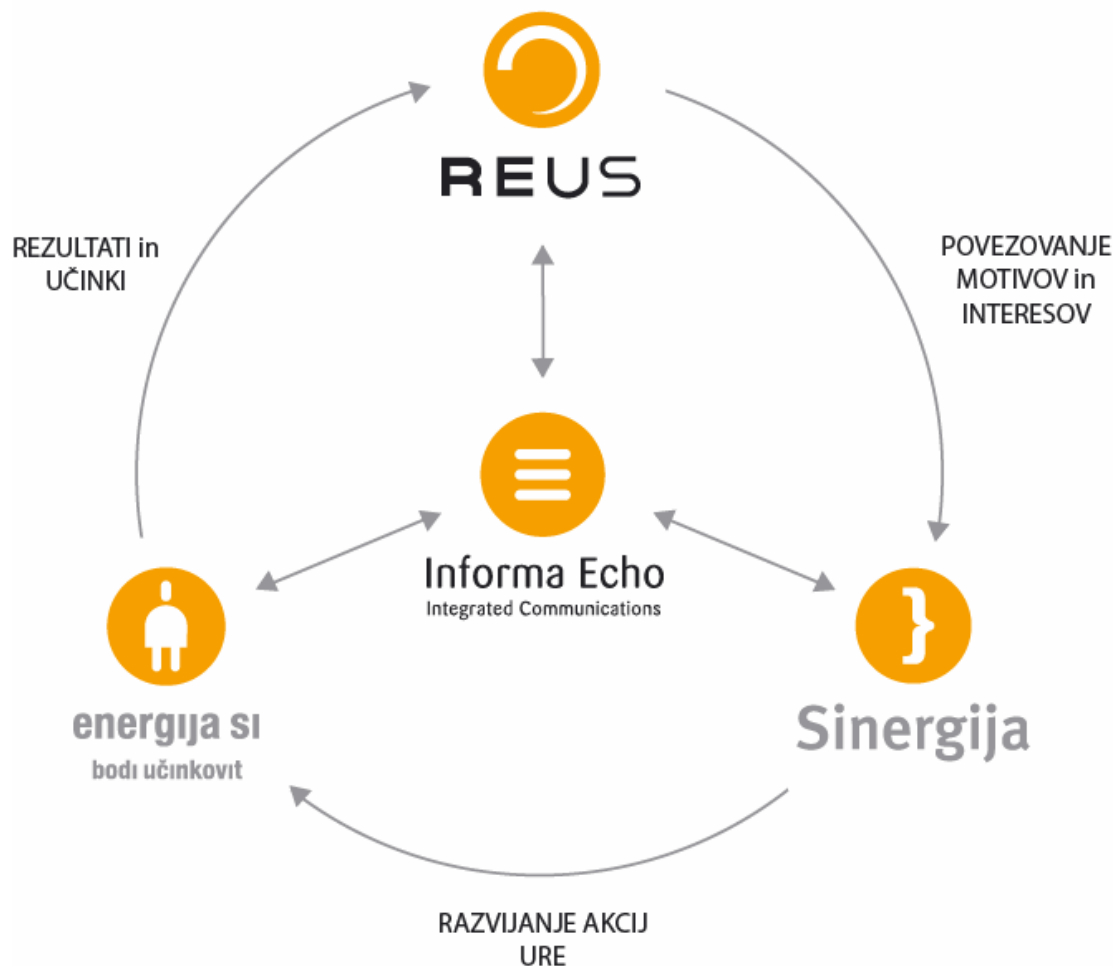 REUS
REZULTATI in
UČINKI
POVEZOVANJE
MOTIVOV in
INTERESOV
Informa Echo
Integrated Communications
energija si
bodi učinkovit
Sinergija
RAZVIJANJE AKCIJ
URE